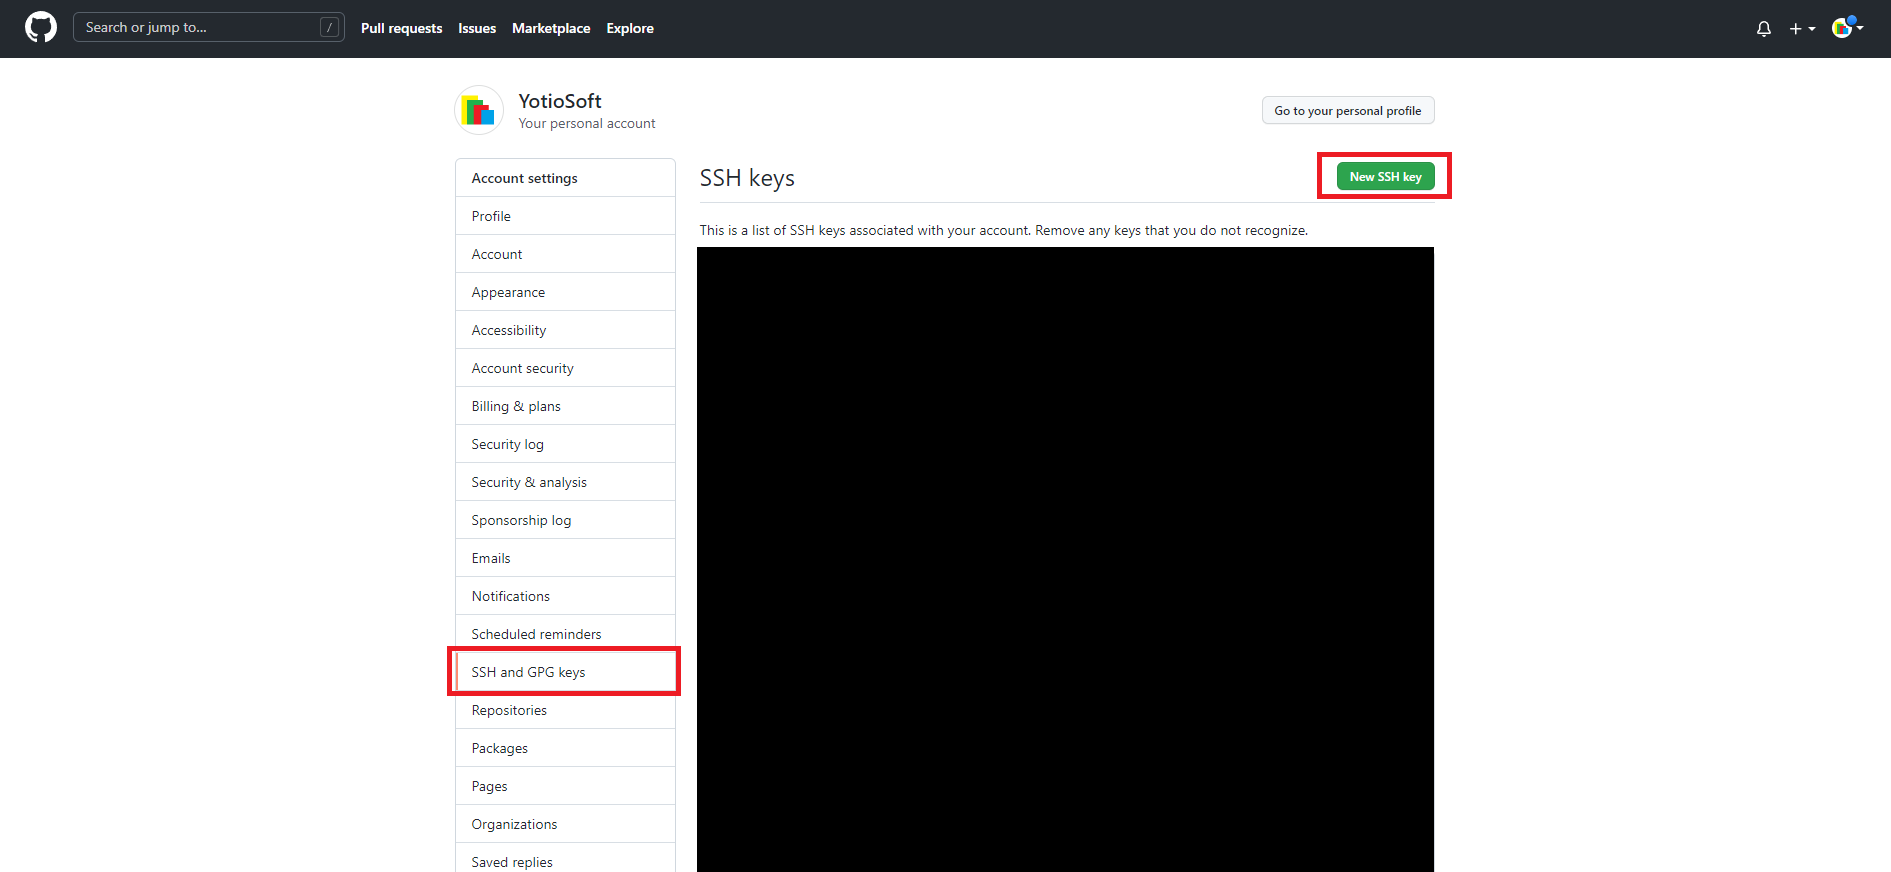 Search or jump to... /
Pull requests Issues Marketplace Explore
YotioSoft
Your personal account
Go to your personal profile
Account settings
Profile
Account
Appearance
Accessibility
Account security
Billing & plans
Security log
Security & analysis
Sponsorship log
Emails
Notifications
Scheduled reminders
SSH and GPG keys
Repositories
Packages
Pages
Organizations
Saved replies
SSH keys
New SSH key
This is a list of SSH keys associated with your account. Remove any keys that you do not recognize.